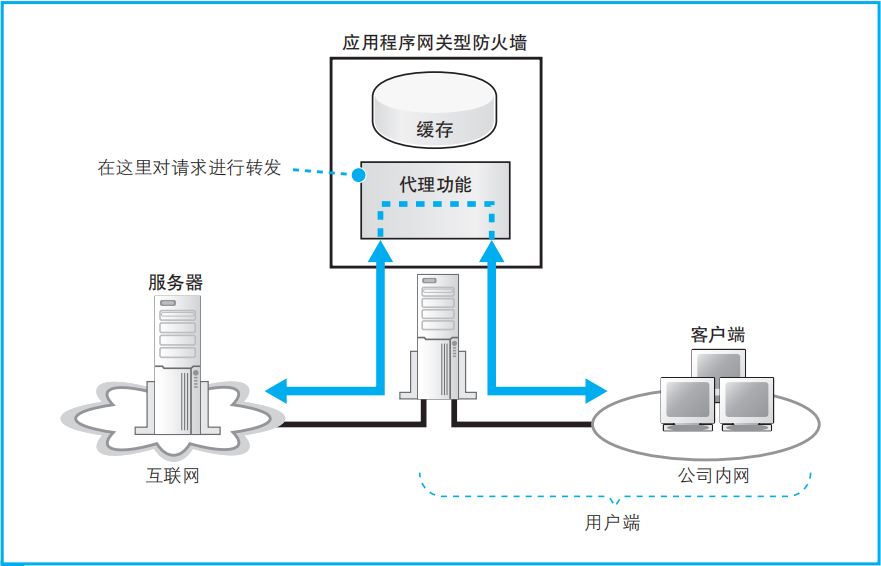 应用程序网关型防火墙
缓存
在这里对请求进行转发
代理功能
服务器
客户端
互联网
公司内网
用户端